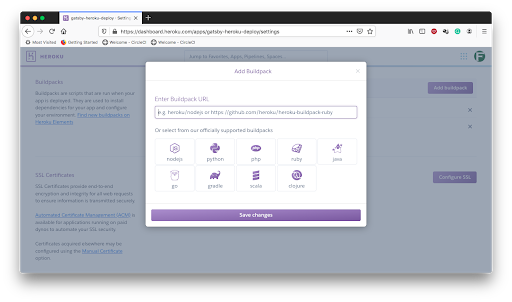 gatsby-heroku-deploy · Settings
https://dashboard.heroku.com/apps/gatsby-heroku-deploy/settings
Most Visited Getting Started Welcome - CircleCI Welcome - CircleCI
HEROKU
Jump to Favorites, Apps, Pipelines, Spaces...
Buildpacks
Add buildpack
Buildpacks are scripts that are run when your
app is deployed. They are used to install
dependencies for your app and configure
your environment. Find new buildpacks on
Heroku Elements
Add Buildpack
Enter Buildpack URL
e.g. heroku/nodejs or https://github.com/heroku/heroku-buildpack-ruby
Or select from our officially supported buildpacks
nodejs
python
php
ruby
java
go
gradle
scala
clojure
Save changes
SSL Certificates
Configure SSL
SSL Certificates provide end-to-end
encryption and integrity for all web requests
to ensure information is transmitted securely.
Automated Certificate Management (ACM) is
available for applications running on paid
dynos to automate your SSL security.
Certificates acquired elsewhere may be
configured using the Manual Certificate
option.